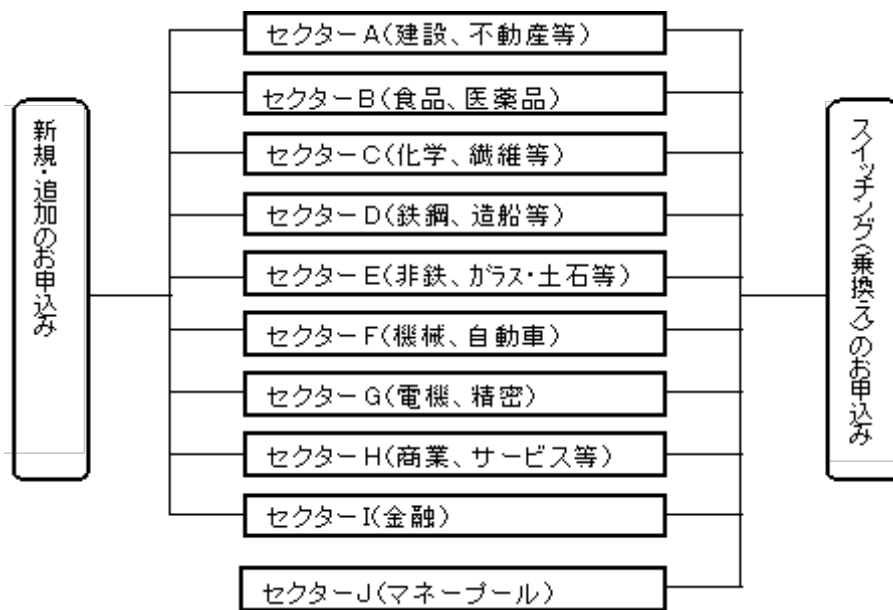 新規・追加のお申込み
セクターA(建設、不動産等)
セクターB(食品、医薬品)
セクターC(化学、繊維等)
セクターD(鉄鋼、造船等)
セクターE(非鉄、ガラス・土石等)
セクターF(機械、自動車)
セクターG(電機、精密)
セクターH(商業、サービス等)
セクターI(金融)
セクターJ(マネープール)
スイッチング(乗換え)のお申込み